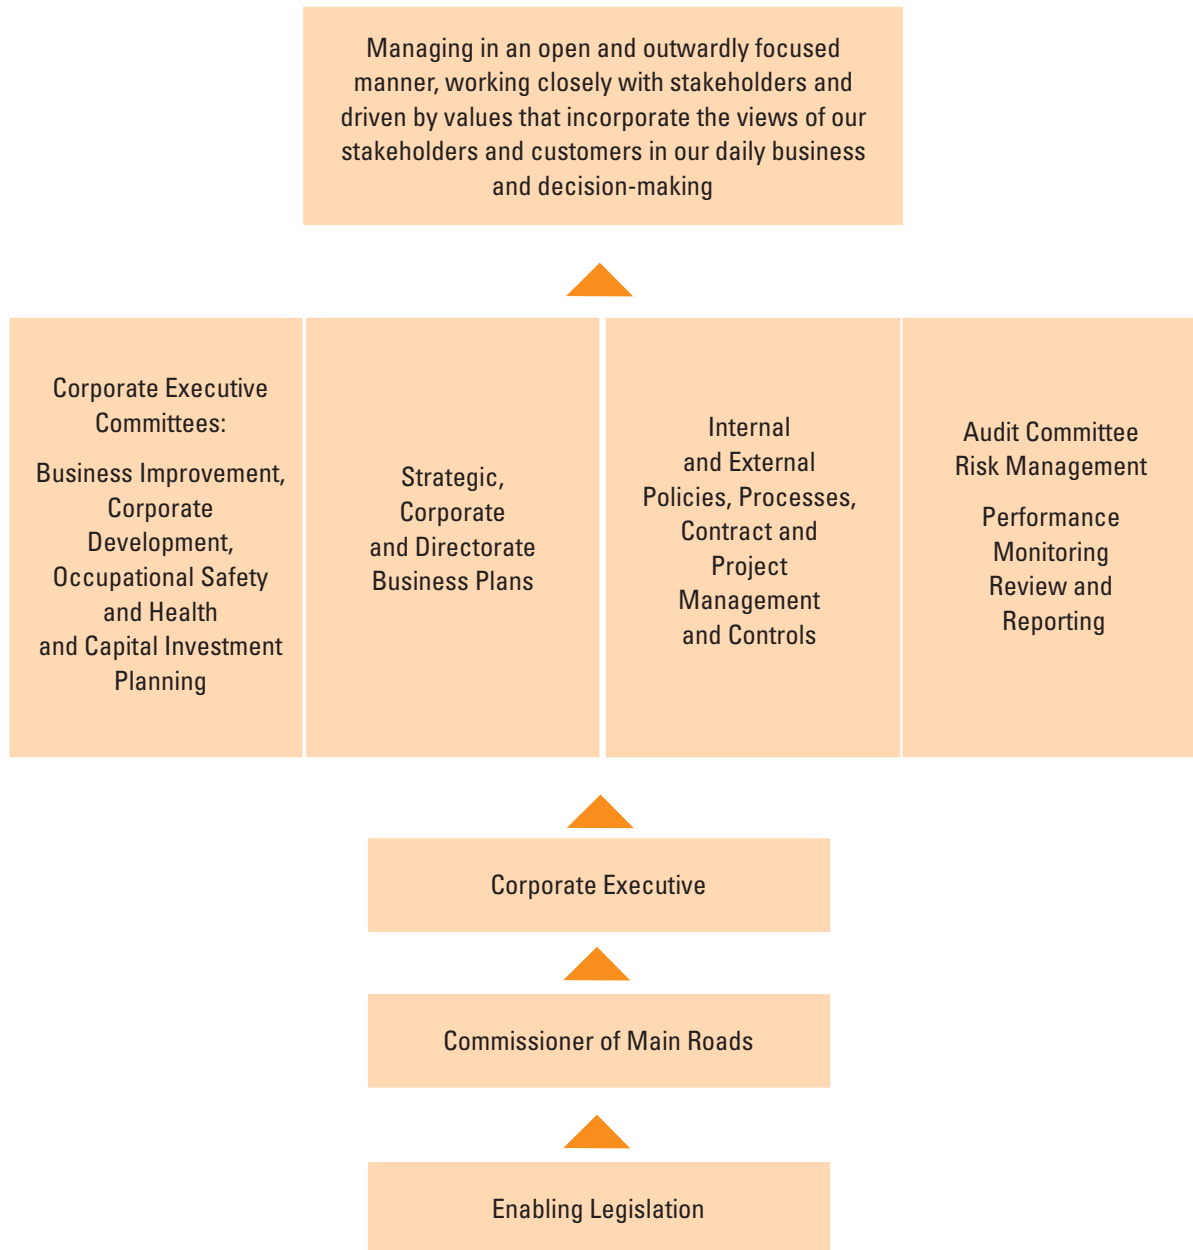 Managing in an open and outwardly focused
manner, working closely with stakeholders and
driven by values that incorporate the views of our
stakeholders and customers in our daily business
and decision-making
Corporate Executive
Committees:
Business Improvement,
Corporate
Development,
Occupational Safety
and Health
and Capital Investment
Planning
Strategic,
Corporate
and Directorate
Business Plans
Internal
and External
Policies, Processes,
Contract and
Project
Management
and Controls
Audit Committee
Risk Management
Performance
Monitoring
Review and
Reporting
Corporate Executive
Commissioner of Main Roads
Enabling Legislation